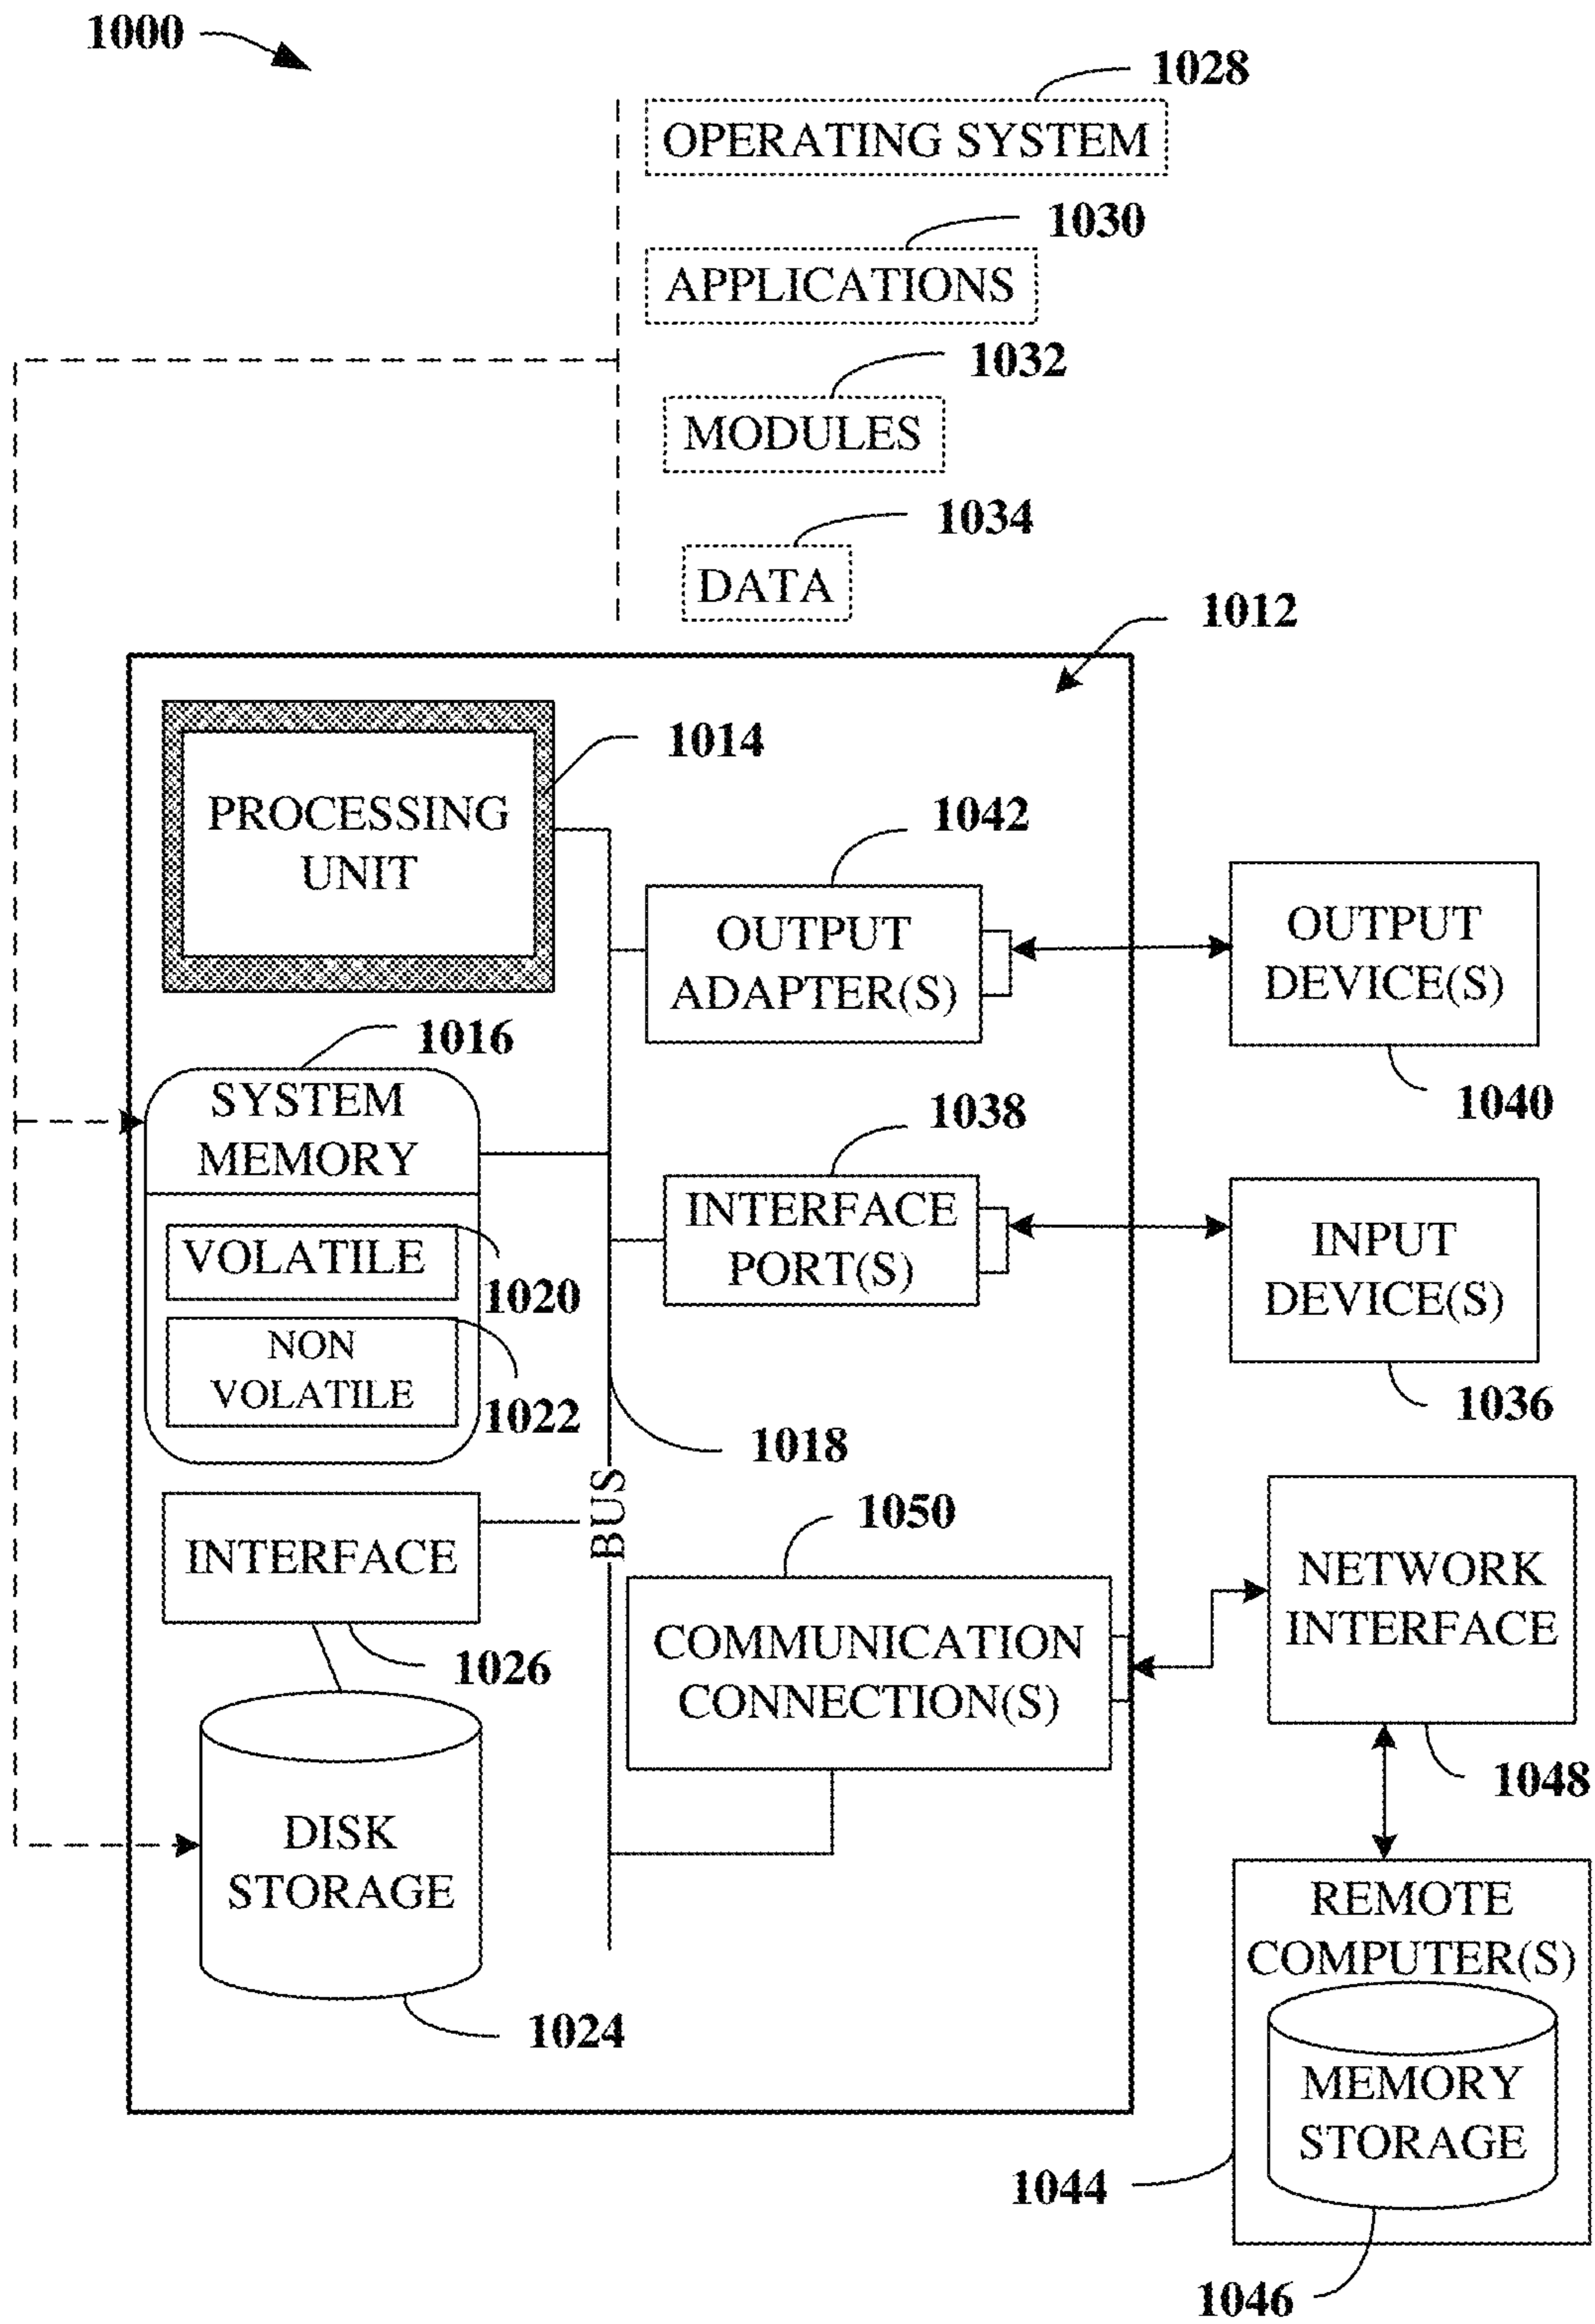 1000
1028
OPERATING SYSTEM
1030
APPLICATIONS
1032
MODULES
1034
DATA
1012
1014
PROCESSING
UNIT
1042
OUTPUT
ADAPTER(S)
OUTPUT
DEVICE(S)
1040
1016
SYSTEM
MEMORY
1038
INTERFACE
PORT(S)
INPUT
DEVICE(S)
1036
VOLATILE
1020
NON
VOLATILE
1022
1018
BUS
INTERFACE
1026
1050
COMMUNICATION
CONNECTION(S)
NETWORK
INTERFACE
1048
DISK
STORAGE
1024
REMOTE
COMPUTER(S)
MEMORY
STORAGE
1044
1046